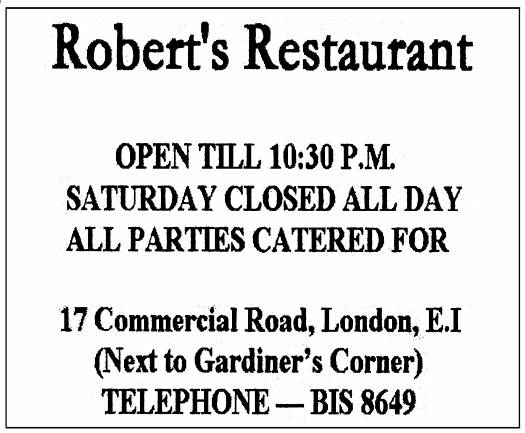 Robert's Restaurant
OPEN TILL 10:30 P.M.
SATURDAY CLOSED ALL DAY
ALL PARTIES CATERED FOR
17 Commercial Road, London, E.I
(Next to Gardiner's Corner)
TELEPHONE — BIS 8649